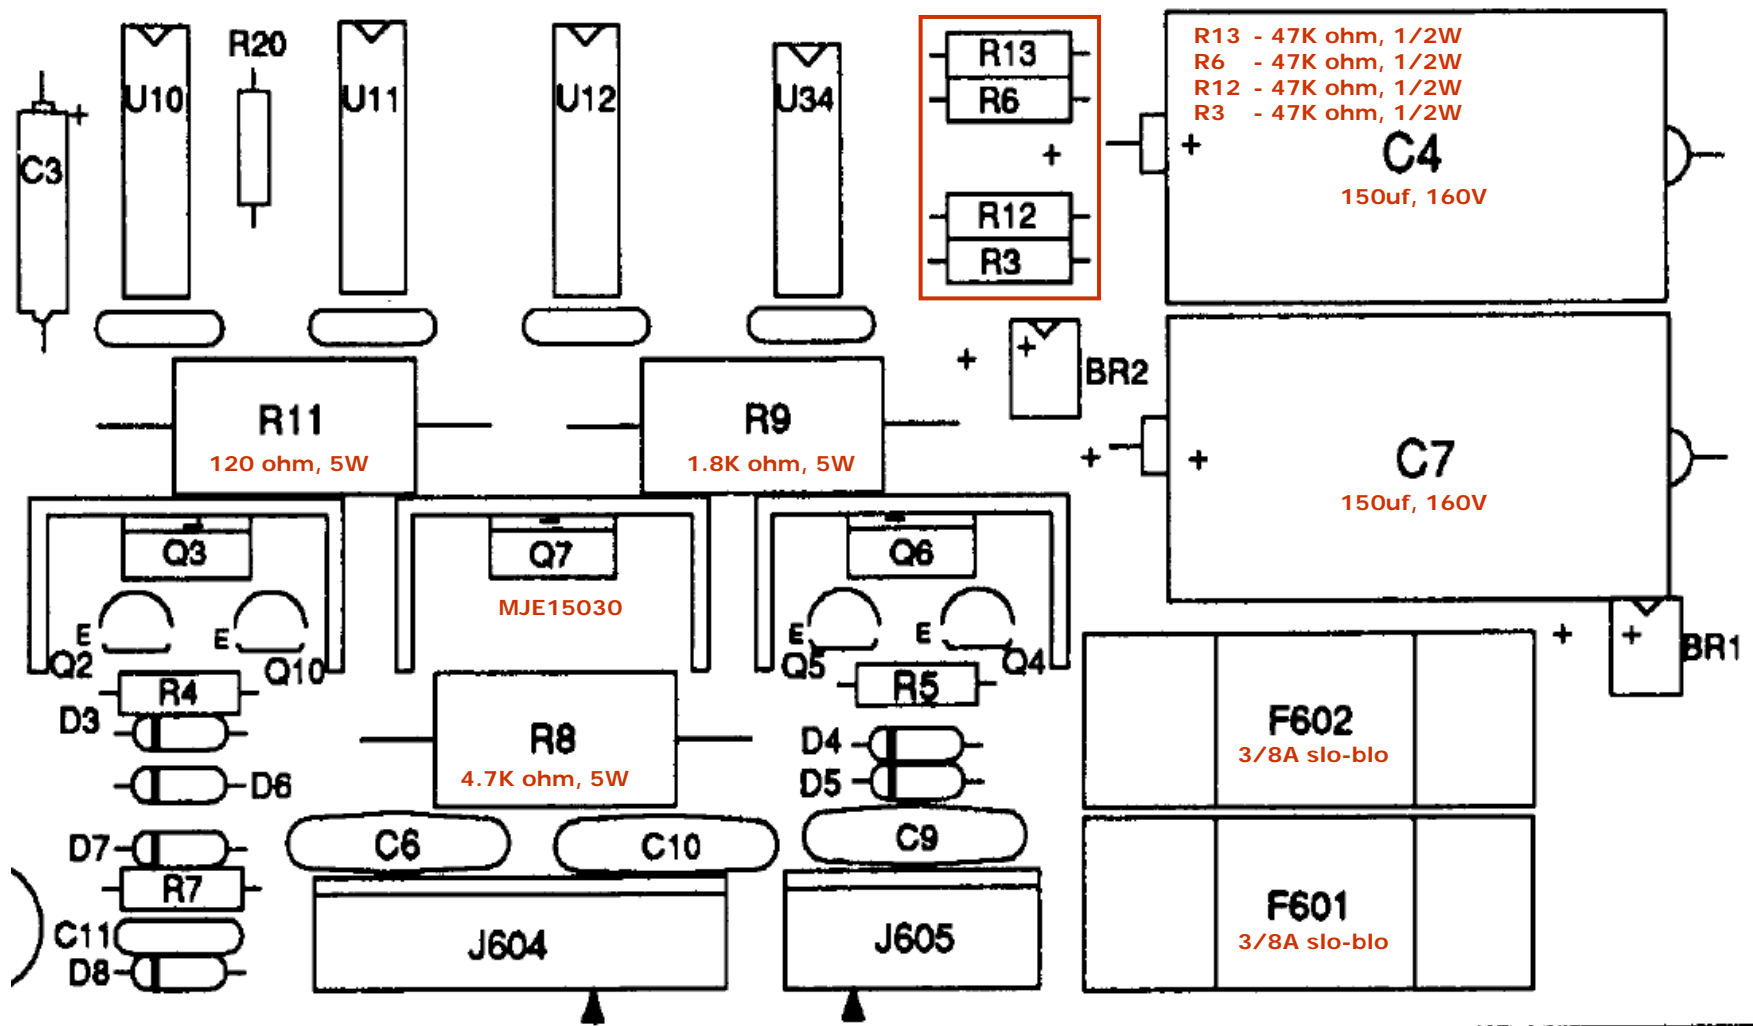 R20
U10
U11
U12
U34
R13
R6
R12
R3
+
R13 - 47K ohm, 1/2W
R6 - 47K ohm, 1/2W
R12 - 47K ohm, 1/2W
R3 - 47K ohm, 1/2W
+
C4
150uf, 160V
+
C3
+
+
BR2
R11
120 ohm, 5W
R9
1.8K ohm, 5W
+
+
C7
150uf, 160V
Q3
Q7
Q6
MJE15030
E
Q2
E
Q10
E
Q5
E
Q4
+
+
BR1
R4
R5
D3
R8
4.7K ohm, 5W
D4
D5
F602
3/8A slo-blo
D6
C6
C10
C9
D7
R7
F601
3/8A slo-blo
C11
J604
J605
D8